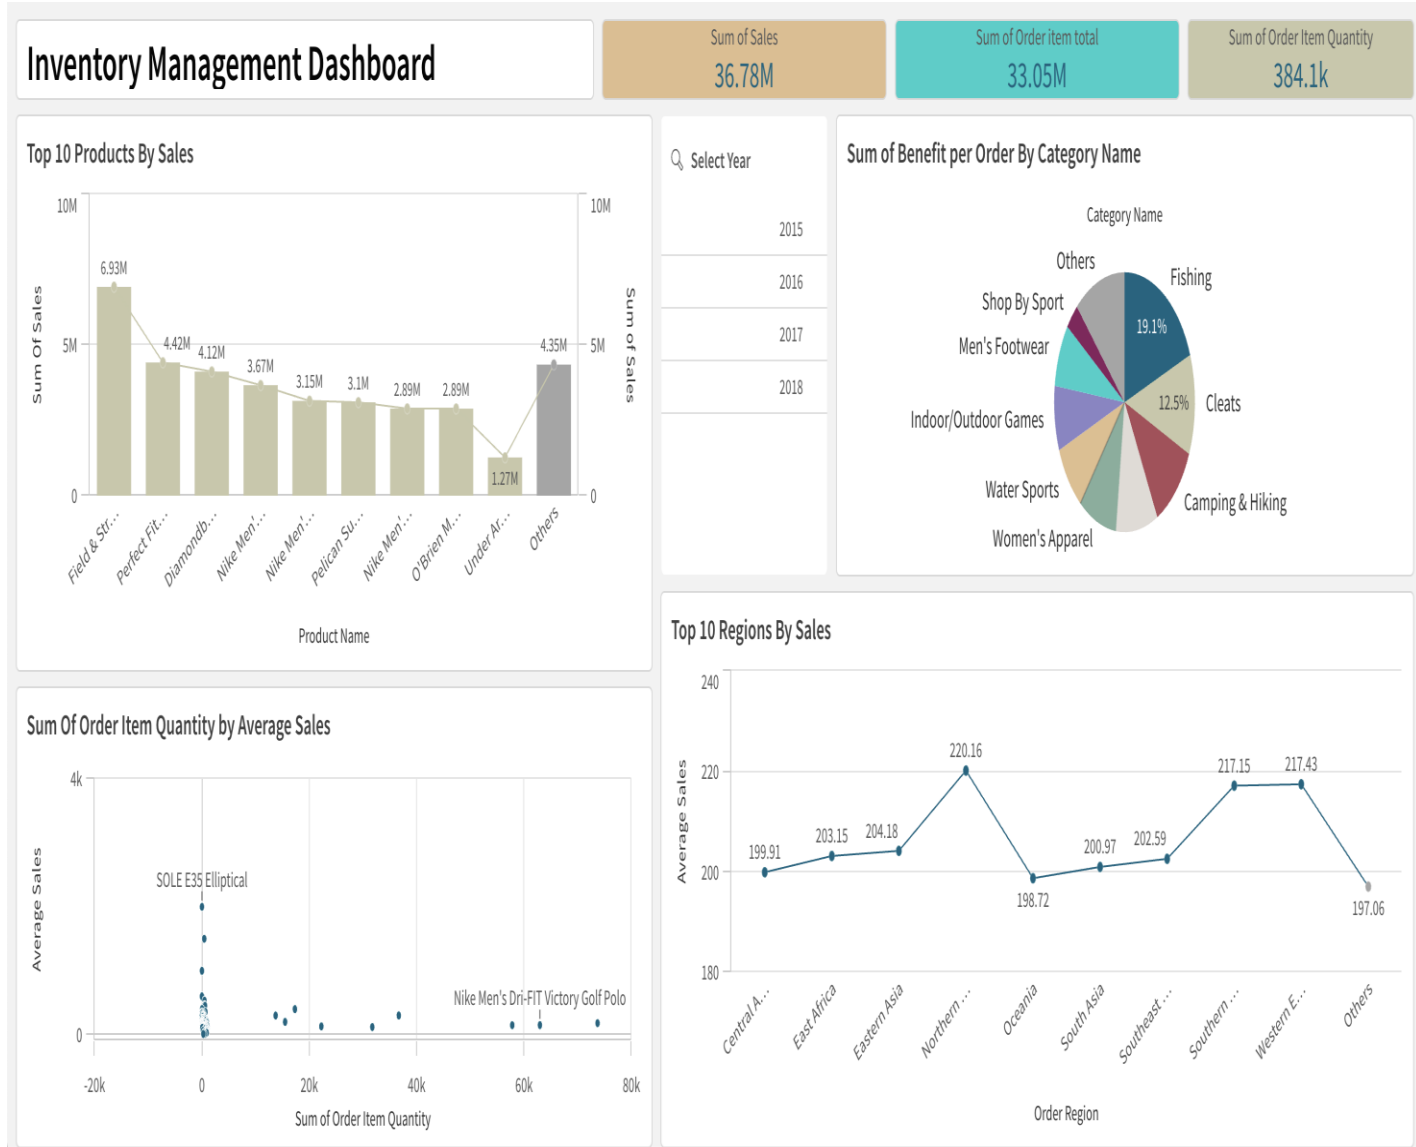 Inventory Management Dashboard
Sum of Sales
36.78M
Sum of Order item total
33.05M
Sum of Order Item Quantity
384.1k
Top 10 Products By Sales
10M
5M
0
Sum Of Sales
6.93M
4.42M
4.12M
3.67M
3.15M
3.1M
2.89M
2.89M
1.27M
4.35M
10M
5M
0
Sum of Sales
Field & Str...
Perfect Fit...
Diamondb...
Nike Men'...
Nike Men'...
Pelican Su...
Nike Men'...
O'Brien M...
Under Ar...
Others
Product Name
Select Year
2015
2016
2017
2018
Sum of Benefit per Order By Category Name
Category Name
Others
Fishing
Shop By Sport
19.1%
Men's Footwear
12.5%
Cleats
Indoor/Outdoor Games
Water Sports
Camping & Hiking
Women's Apparel
Sum Of Order Item Quantity by Average Sales
4k
0
Average Sales
SOLE E35 Elliptical
Nike Men's Dri-FIT Victory Golf Polo
-20k
0
20k
40k
60k
80k
Sum of Order Item Quantity
Top 10 Regions By Sales
240
220
200
180
Average Sales
199.91
203.15
204.18
220.16
198.72
200.97
202.59
217.15
217.43
197.06
Central A...
East Africa
Eastern Asia
Northern ...
Oceania
South Asia
Southeast ...
Southern ...
Western E...
Others
Order Region